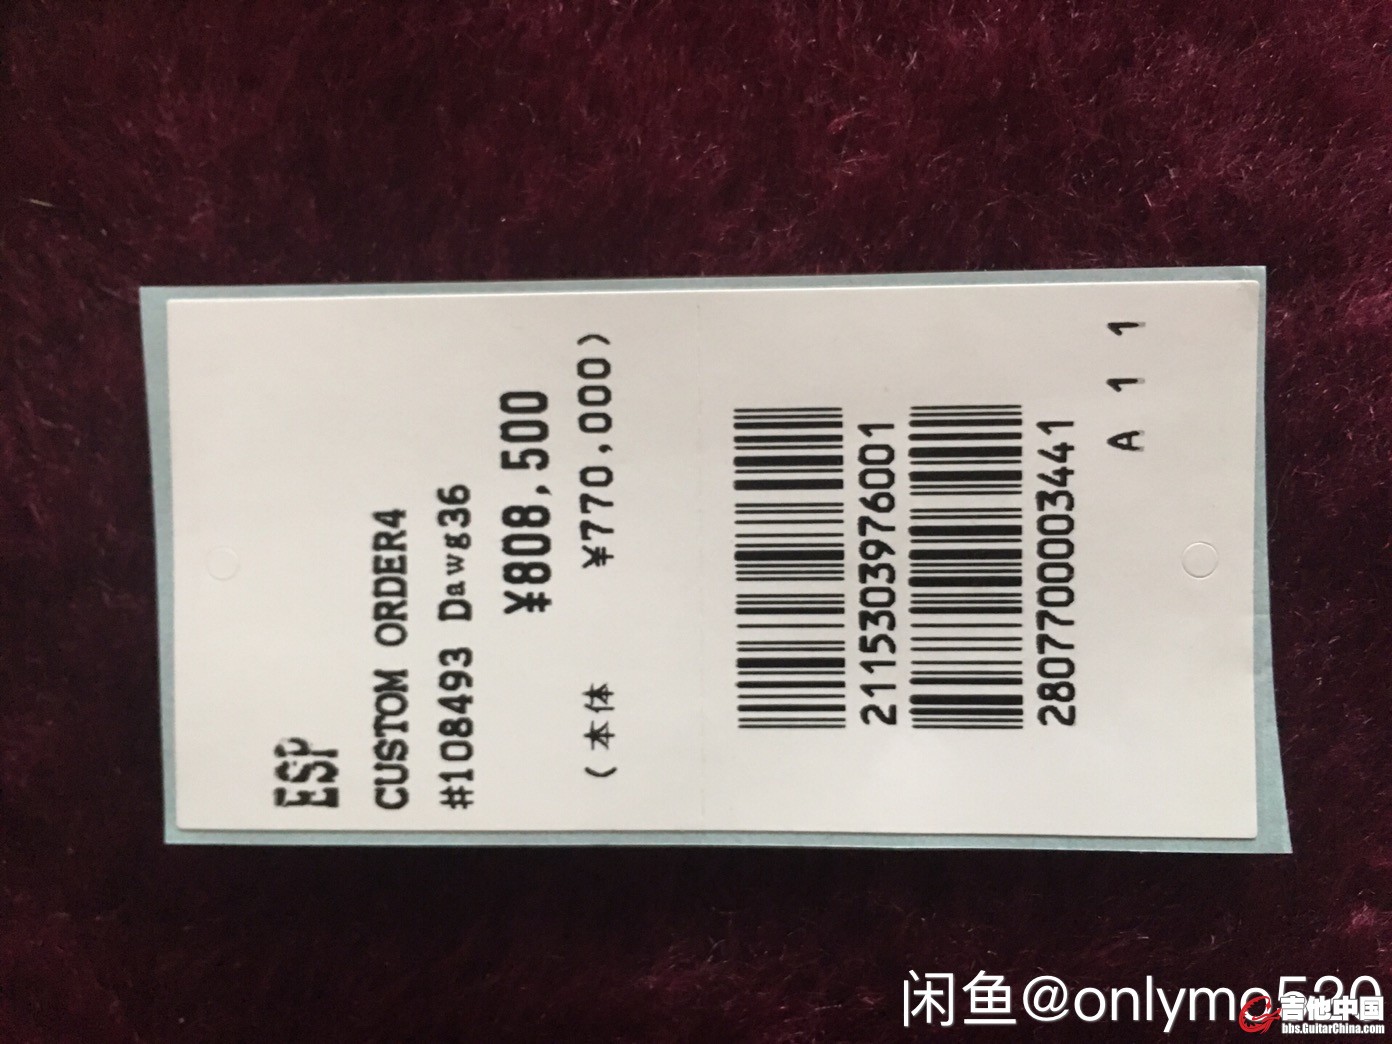 ESP
CUSTOM ORDER4
#108493 Dawg36
¥808,500
(本体 ¥770,000)
2115303976001
2807700003441
A 1 1
闲鱼@onlymo520
吉他中国
bbs.GuitarChina.com